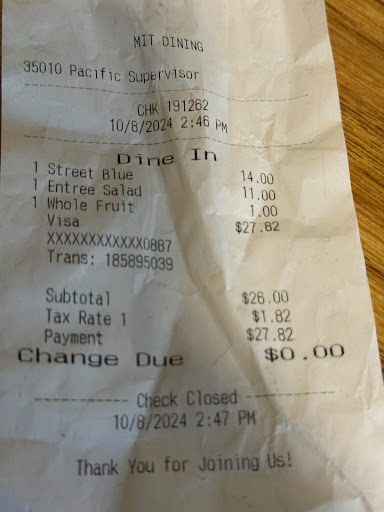 MIT DINING
35010 Pacific Supervisor
CHK 191262
10/8/2024 2:46 PM
Dine In
1 Street Blue 14.00
1 Entree Salad 11.00
1 Whole Fruit 1.00
Visa $27.82
XXXXXXXXXXXX0887
Trans: 185895039
Subtotal $26.00
Tax Rate 1 $1.82
Payment $27.82
Change Due $0.00
----------- Check Closed -----------
10/8/2024 2:47 PM
Thank You for Joining Us!